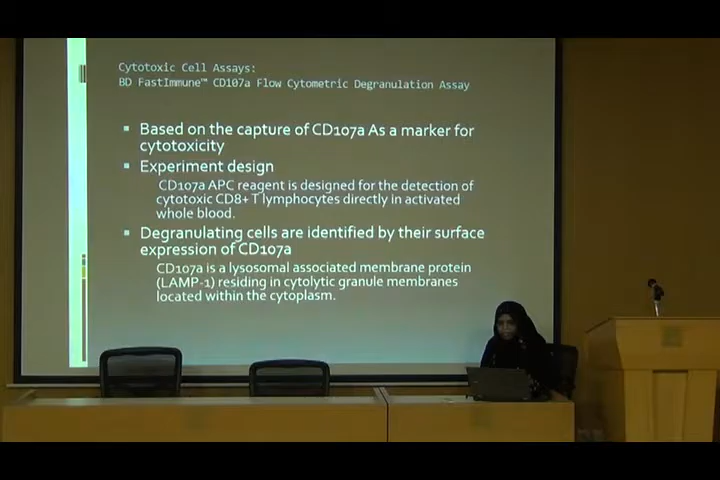 Cytotoxic Cell Assays:
BD FastImmune™ CD107a Flow Cytometric Degranulation Assay
▪ Based on the capture of CD107a As a marker for
cytotoxicity
▪ Experiment design
CD107a APC reagent is designed for the detection of
cytotoxic CD8+ T lymphocytes directly in activated
whole blood.
▪ Degranulating cells are identified by their surface
expression of CD107a
CD107a is a lysosomal associated membrane protein
(LAMP-1) residing in cytolytic granule membranes
located within the cytoplasm.